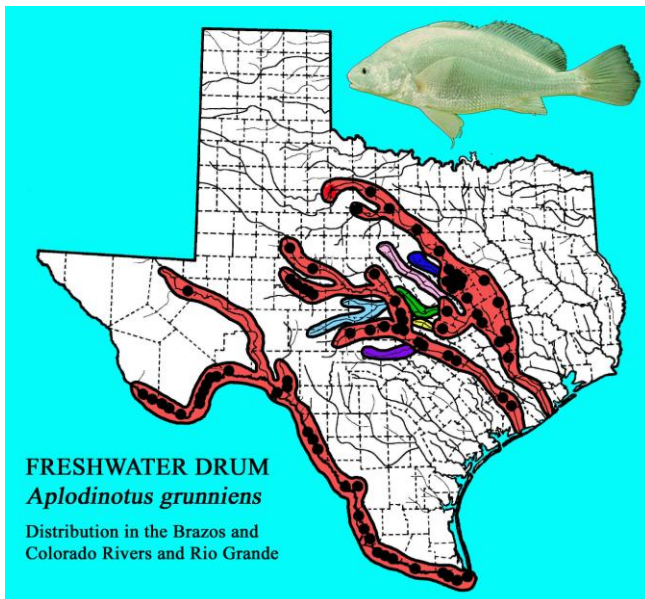 FRESHWATER DRUM
Aplodinotus grunniens
Distribution in the Brazos and
Colorado Rivers and Rio Grande